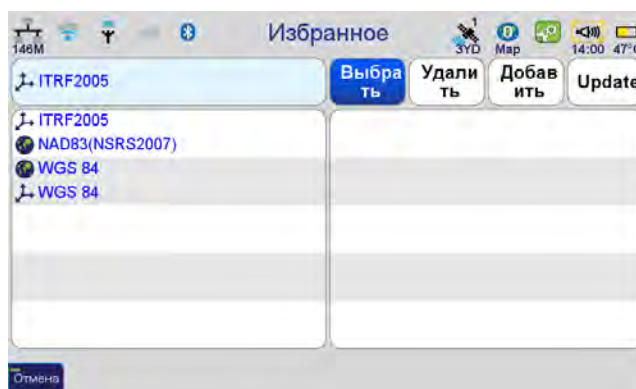 Избранное
1
146M
3YD
Map
14:00 47°
ITRF2005
Выбра
ть
Удали
ть
Добав
ить
Update
ITRF2005
NAD83(NSRS2007)
WGS 84
WGS 84
Отмена